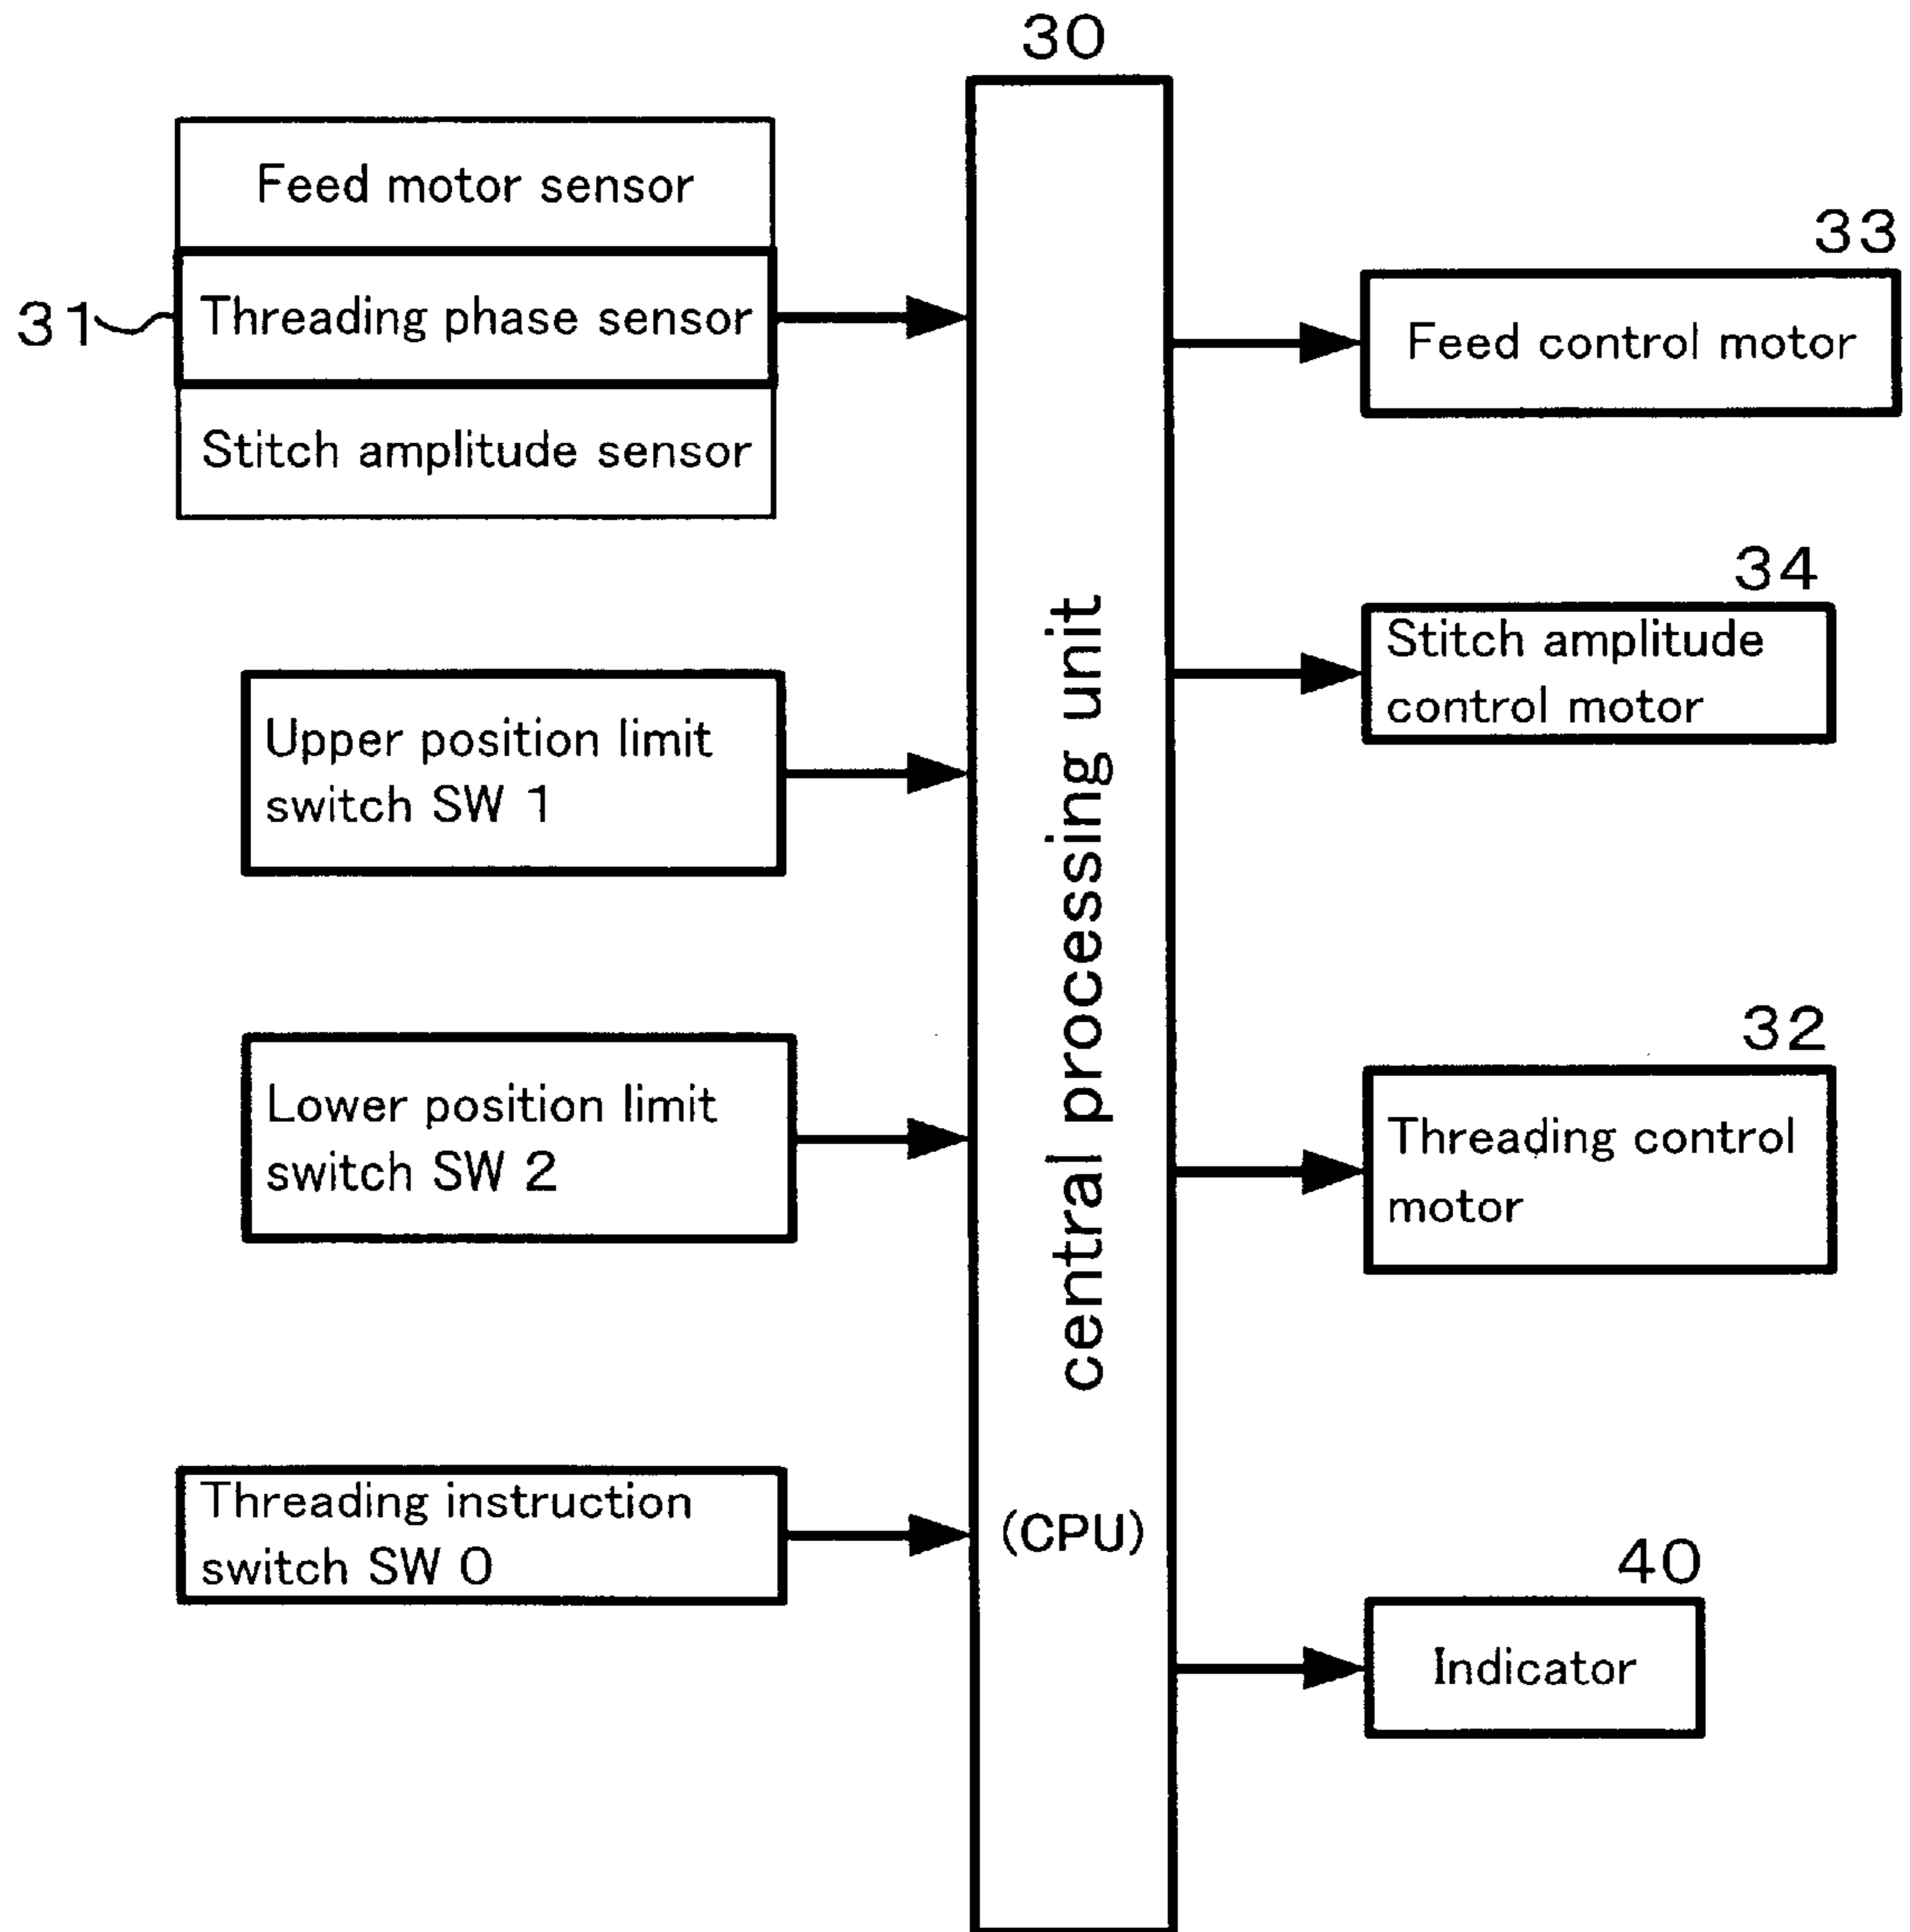 30
Feed motor sensor
31
Threading phase sensor
Stitch amplitude sensor
Upper position limit
switch SW 1
Lower position limit
switch SW 2
Threading instruction
switch SW 0
central processing unit
(CPU)
33
Feed control motor
34
Stitch amplitude
control motor
32
Threading control
motor
40
Indicator